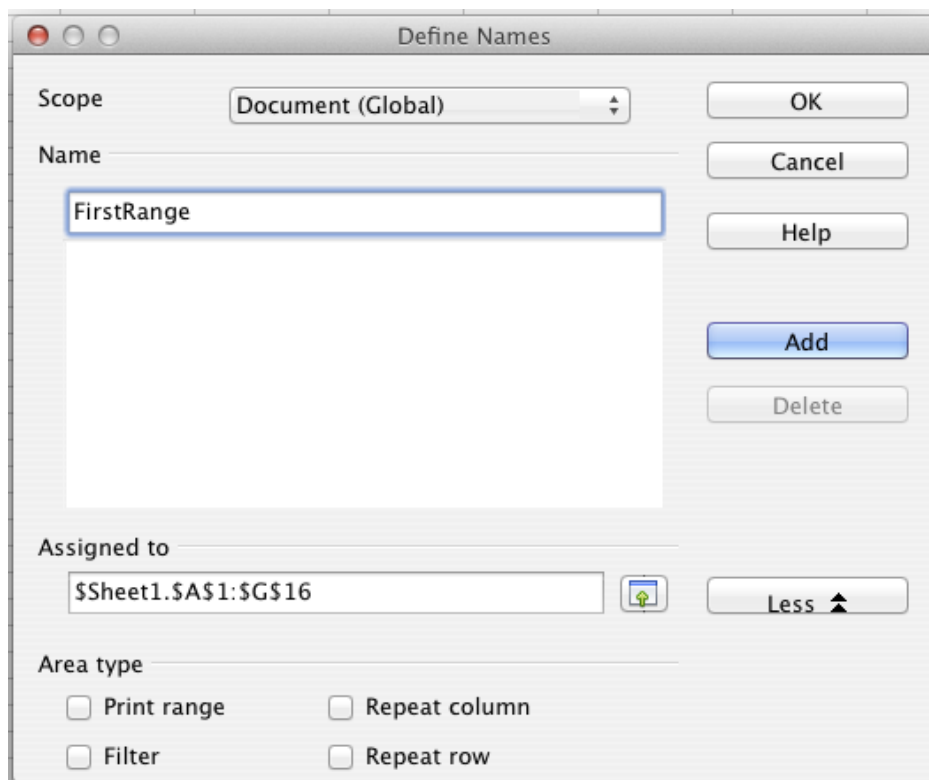 Define Names
Scope
Document (Global)
OK
Name
Cancel
FirstRange
Help
Add
Delete
Assigned to
$Sheet1.$A$1:$G$16
Less
Area type
Print range
Repeat column
Filter
Repeat row